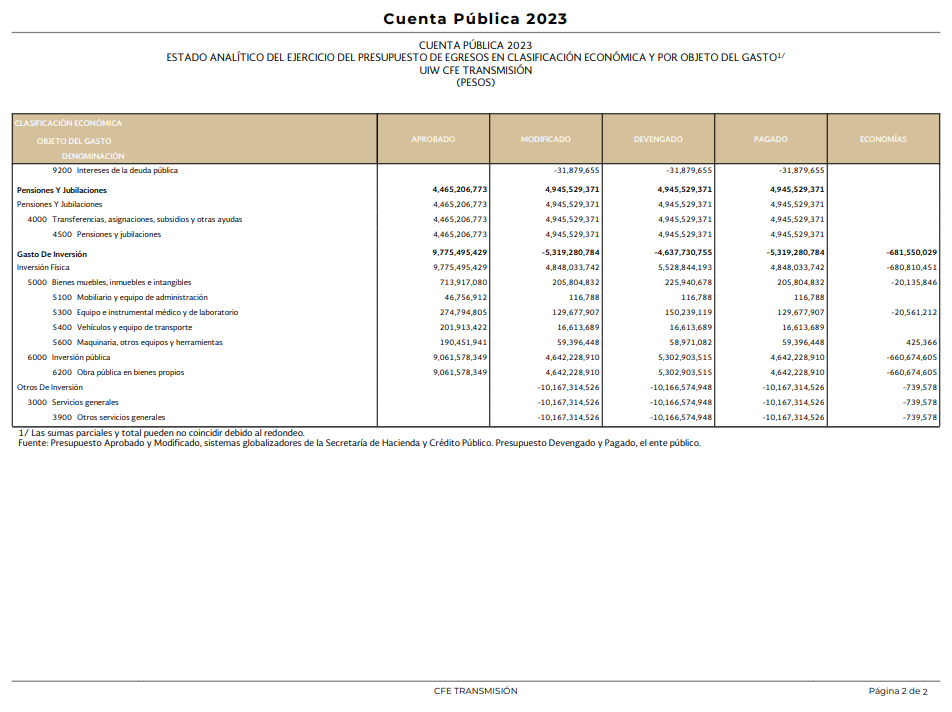 Cuenta Pública 2023
CUENTA PÚBLICA 2023
ESTADO ANALÍTICO DEL EJERCICIO DEL PRESUPUESTO DE EGRESOS EN CLASIFICACIÓN ECONÓMICA Y POR OBJETO DEL GASTO1/
UIW CFE TRANSMISIÓN
(PESOS)
CLASIFICACIÓN ECONÓMICA
OBJETO DEL GASTO APROBADO MODIFICADO DEVENGADO PAGADO ECONOMÍAS
DENOMINACIÓN
9200 Intereses de la deuda pública -31,879,655 -31,879,655 -31,879,655
Pensiones Y Jubilaciones 4,465,206,773 4,945,529,371 4,945,529,371 4,945,529,371
Pensiones Y Jubilaciones 4,465,206,773 4,945,529,371 4,945,529,371 4,945,529,371
4000 Transferencias, asignaciones, subsidios y otras ayudas 4,465,206,773 4,945,529,371 4,945,529,371 4,945,529,371
4500 Pensiones y jubilaciones 4,465,206,773 4,945,529,371 4,945,529,371 4,945,529,371
Gasto De Inversión 9,775,495,429 -5,319,280,784 -4,637,730,755 -5,319,280,784 -681,550,029
Inversión Física 9,775,495,429 4,848,033,742 5,528,844,193 4,848,033,742 -680,810,451
5000 Bienes muebles, inmuebles e intangibles 713,917,080 205,804,832 225,940,678 205,804,832 -20,135,846
5100 Mobiliario y equipo de administración 46,756,912 116,788 116,788 116,788
5300 Equipo e instrumental médico y de laboratorio 274,794,805 129,677,907 150,239,119 129,677,907 -20,561,212
5400 Vehículos y equipo de transporte 201,913,422 16,613,689 16,613,689 16,613,689
5600 Maquinaria, otros equipos y herramientas 190,451,941 59,396,448 58,971,082 59,396,448 425,366
6000 Inversión pública 9,061,578,349 4,642,228,910 5,302,903,515 4,642,228,910 -660,674,605
6200 Obra pública en bienes propios 9,061,578,349 4,642,228,910 5,302,903,515 4,642,228,910 -660,674,605
Otros De Inversión -10,167,314,526 -10,166,574,948 -10,167,314,526 -739,578
3000 Servicios generales -10,167,314,526 -10,166,574,948 -10,167,314,526 -739,578
3900 Otros servicios generales -10,167,314,526 -10,166,574,948 -10,167,314,526 -739,578
1/ Las sumas parciales y total pueden no coincidir debido al redondeo.
Fuente: Presupuesto Aprobado y Modificado, sistemas globalizadores de la Secretaría de Hacienda y Crédito Público. Presupuesto Devengado y Pagado, el ente público.
CFE TRANSMISIÓN Página 2 de 2